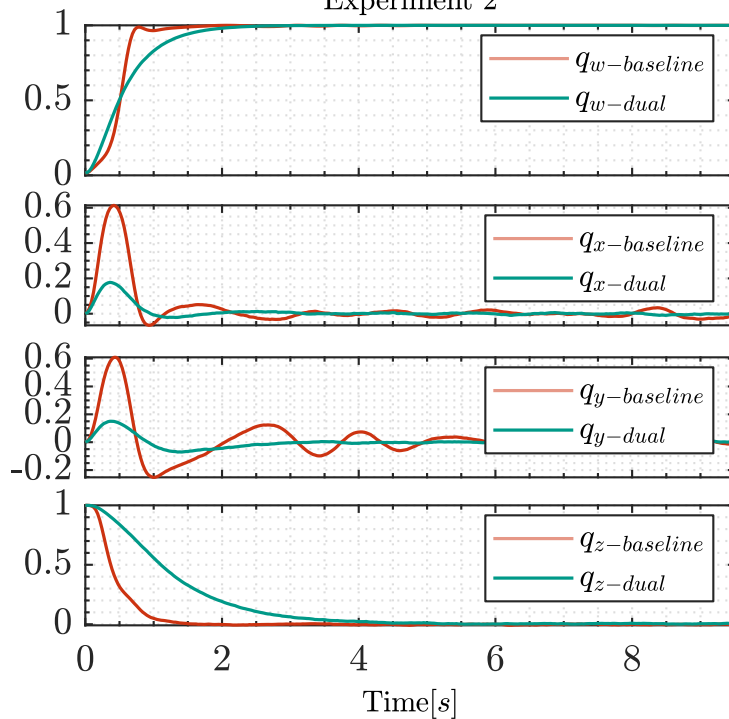 Experiment 2
1
0.5
0
q_{w-baseline}
q_{w-dual}
0.6
0.4
0.2
0
q_{x-baseline}
q_{x-dual}
0.6
0.4
0.2
0
-0.2
q_{y-baseline}
q_{y-dual}
1
0.5
0
q_{z-baseline}
q_{z-dual}
0 2 4 6 8
Time[s]